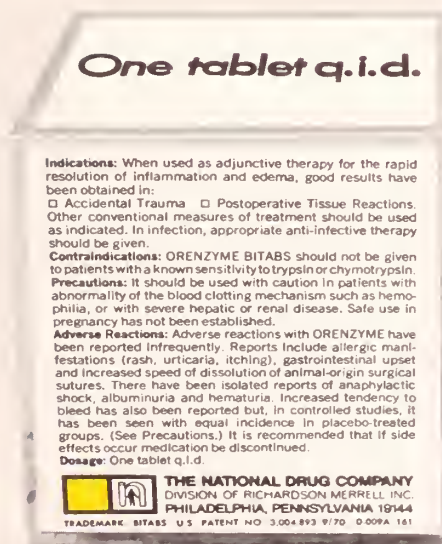 One tablet q.i.d.
Indications: When used as adjunctive therapy for the rapid
resolution of inflammation and edema, good results have
been obtained in:
□ Accidental Trauma □ Postoperative Tissue Reactions.
Other conventional measures of treatment should be used
as indicated. In infection, appropriate anti-infective therapy
should be given.
Contraindications: ORENZYME BITABS should not be given
to patients with a known sensitivity to trypsin or chymotrypsin.
Precautions: It should be used with caution in patients with
abnormality of the blood clotting mechanism such as hemo-
philia, or with severe hepatic or renal disease. Safe use in
pregnancy has not been established.
Adverse Reactions: Adverse reactions with ORENZYME have
been reported infrequently. Reports include allergic mani-
festations (rash, urticaria, itching), gastrointestinal upset
and increased speed of dissolution of animal-origin surgical
sutures. There have been isolated reports of anaphylactic
shock, albuminuria and hematuria. Increased tendency to
bleed has also been reported but, in controlled studies, it
has been seen with equal incidence in placebo-treated
groups. (See Precautions.) It is recommended that if side
effects occur medication be discontinued.
Dosage: One tablet q.i.d.
THE NATIONAL DRUG COMPANY
DIVISION OF RICHARDSON MERRELL INC.
PHILADELPHIA, PENNSYLVANIA 19144
TRADEMARK BITABS U S PATENT NO 3,004,893 9/70 0-009A 161